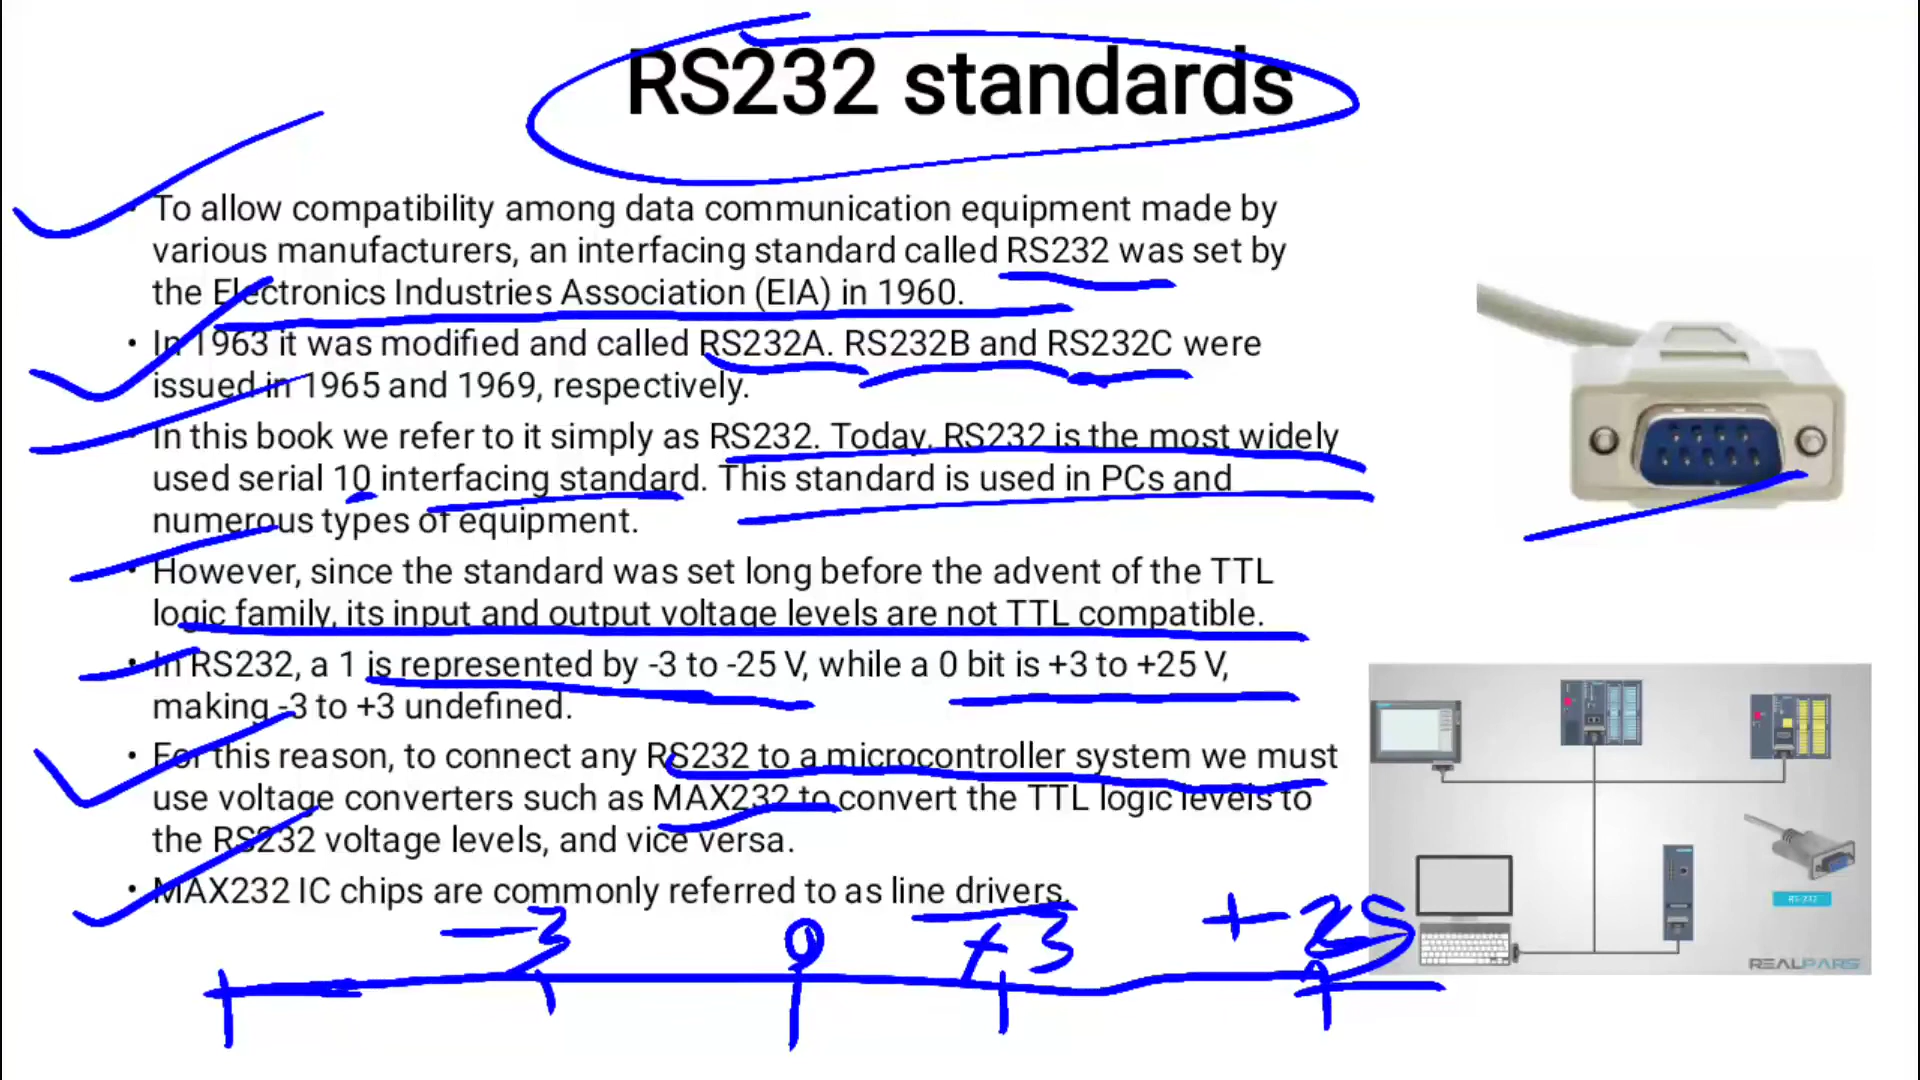 RS232 standards
• To allow compatibility among data communication equipment made by
various manufacturers, an interfacing standard called RS232 was set by
the Electronics Industries Association (EIA) in 1960.
• In 1963 it was modified and called RS232A. RS232B and RS232C were
issued in 1965 and 1969, respectively.
• In this book we refer to it simply as RS232. Today, RS232 is the most widely
used serial 10 interfacing standard. This standard is used in PCs and
numerous types of equipment.
• However, since the standard was set long before the advent of the TTL
logic family, its input and output voltage levels are not TTL compatible.
• In RS232, a 1 is represented by -3 to -25 V, while a 0 bit is +3 to +25 V,
making -3 to +3 undefined.
• For this reason, to connect any RS232 to a microcontroller system we must
use voltage converters such as MAX232 to convert the TTL logic levels to
the RS232 voltage levels, and vice versa.
• MAX232 IC chips are commonly referred to as line drivers.
-3 0 +3 +25
RS-232
REALPARS